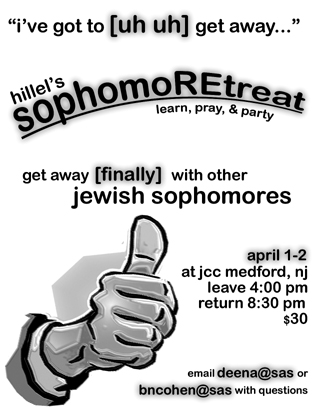 “i’ve got to [uh uh] get away...”
hillel’s
sophomoREtreat
learn, pray, & party
get away [finally] with other
jewish sophomores
april 1-2
at jcc medford, nj
leave 4:00 pm
return 8:30 pm
$30
email deena@sas or
bncohen@sas with questions